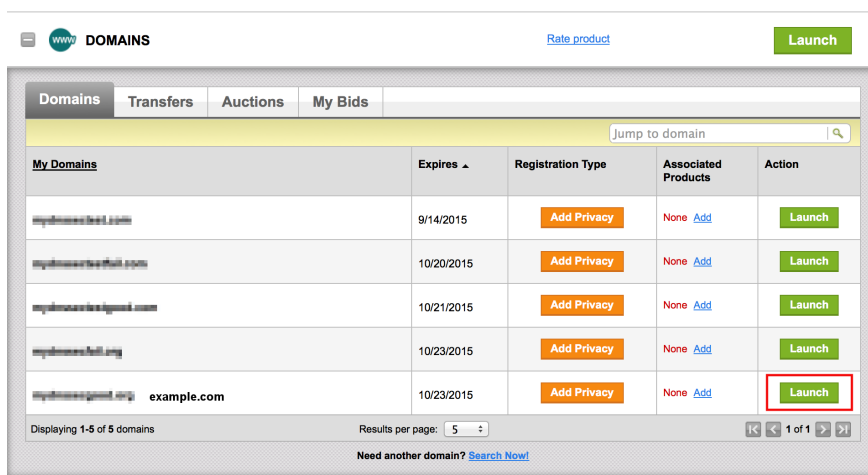 www DOMAINS Rate product Launch
Domains Transfers Auctions My Bids
Jump to domain
My Domains Expires Registration Type Associated Products Action
9/14/2015 Add Privacy None Add Launch
10/20/2015 Add Privacy None Add Launch
10/21/2015 Add Privacy None Add Launch
10/23/2015 Add Privacy None Add Launch
example.com 10/23/2015 Add Privacy None Add Launch
Displaying 1-5 of 5 domains Results per page: 5 1 of 1
Need another domain? Search Now!